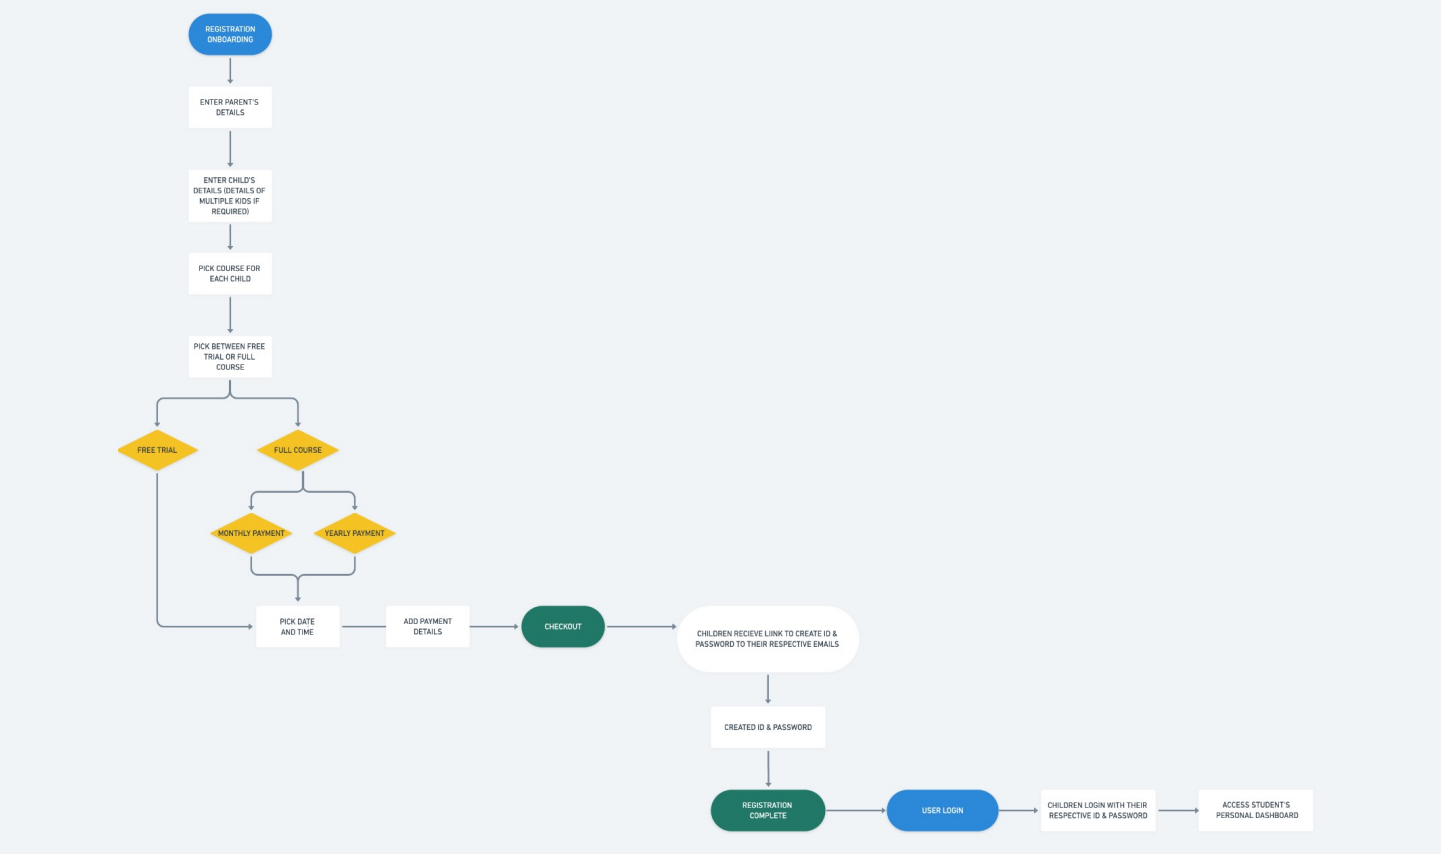 REGISTRATION
ONBOARDING
ENTER PARENT'S
DETAILS
ENTER CHILD'S
DETAILS (DETAILS OF
MULTIPLE KIDS IF
REQUIRED)
PICK COURSE FOR
EACH CHILD
PICK BETWEEN FREE
TRIAL OR FULL
COURSE
FREE TRIAL
FULL COURSE
MONTHLY PAYMENT
YEARLY PAYMENT
PICK DATE
AND TIME
ADD PAYMENT
DETAILS
CHECKOUT
CHILDREN RECIEVE LIINK TO CREATE ID &
PASSWORD TO THEIR RESPECTIVE EMAILS
CREATED ID & PASSWORD
REGISTRATION
COMPLETE
USER LOGIN
CHILDREN LOGIN WITH THEIR
RESPECTIVE ID & PASSWORD
ACCESS STUDENT'S
PERSONAL DASHBOARD